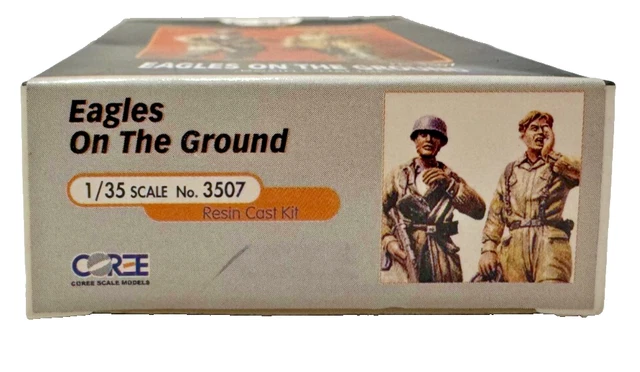 EAGLES ON THE GROUND
Eagles
On The Ground
1/35 SCALE No. 3507
Resin Cast Kit
COREE
COREE SCALE MODELS